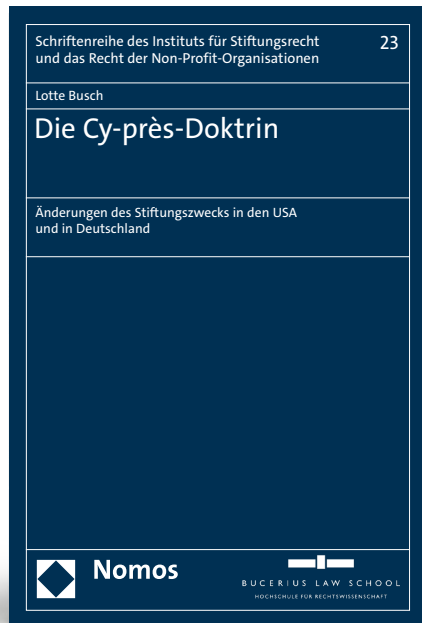 Schriftenreihe des Instituts für Stiftungsrecht
und das Recht der Non-Profit-Organisationen
23
Lotte Busch
Die Cy-près-Doktrin
Änderungen des Stiftungszwecks in den USA
und in Deutschland
Nomos
BUCERIUS LAW SCHOOL
HOCHSCHULE FÜR RECHTSWISSENSCHAFT